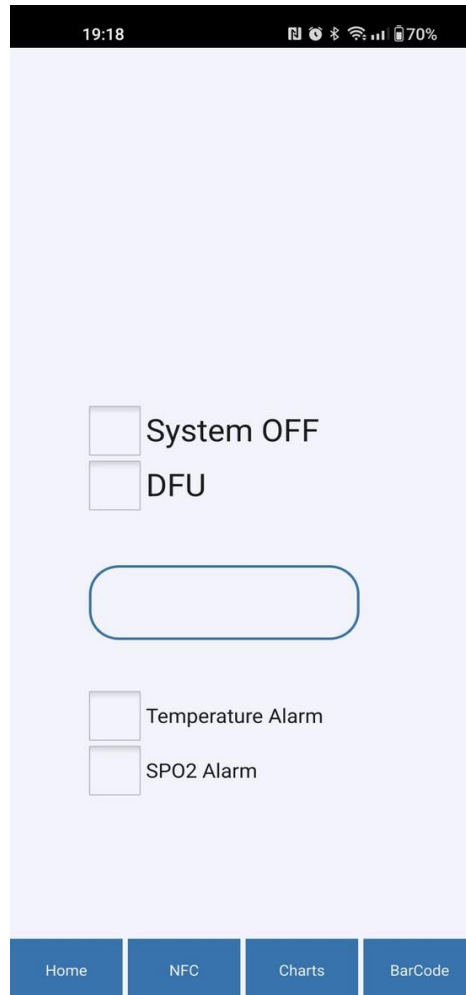 19:18 70%
System OFF
DFU
Temperature Alarm
SPO2 Alarm
Home NFC Charts BarCode